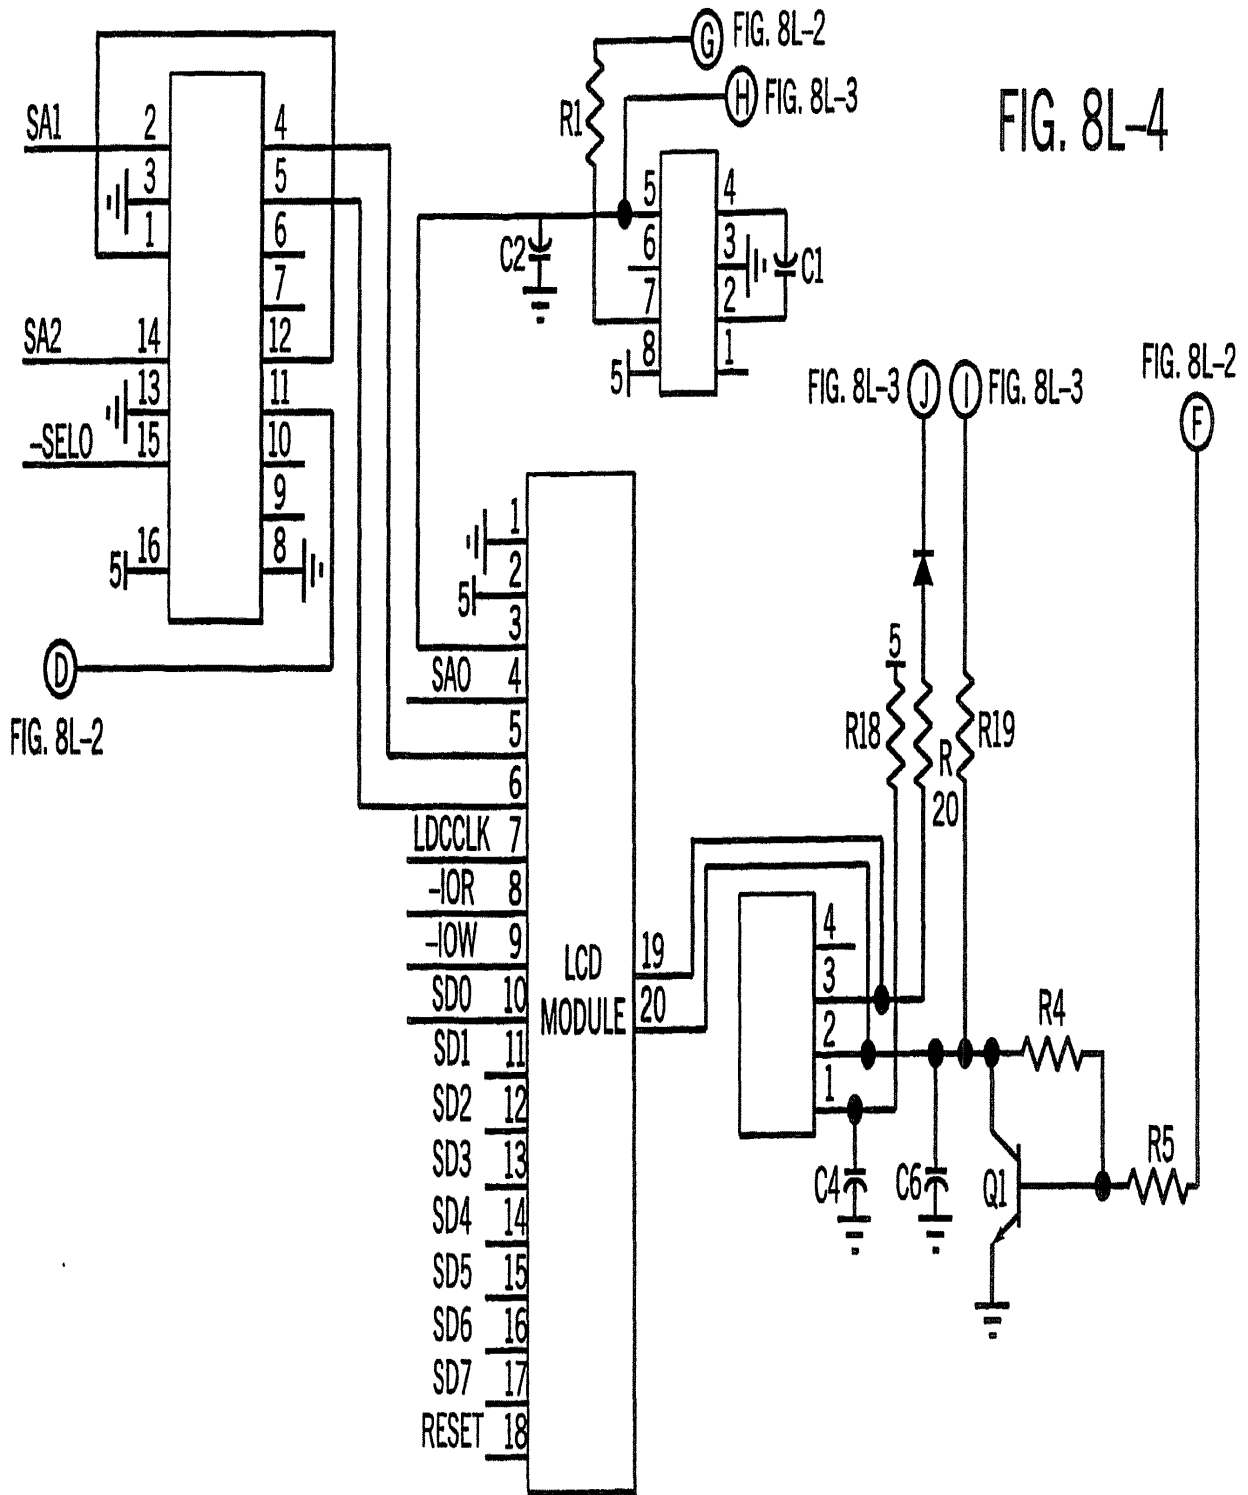 FIG. 8L-4
G FIG. 8L-2
H FIG. 8L-3
R1
SA1
2
3
1
SA2
14
13
-SEL0
15
5
16
4
5
6
7
12
11
10
9
8
D
FIG. 8L-2
C2
5
6
7
5
8
4
3
2
1
C1
FIG. 8L-3 J
I FIG. 8L-3
FIG. 8L-2
F
1
5
2
3
SA0
4
5
6
LDCCLK
7
-IOR
8
-IOW
9
SD0
10
SD1
11
SD2
12
SD3
13
SD4
14
SD5
15
SD6
16
SD7
17
RESET
18
LCD
MODULE
19
20
5
R18
R
20
R19
4
3
2
1
C4
C6
Q1
R4
R5